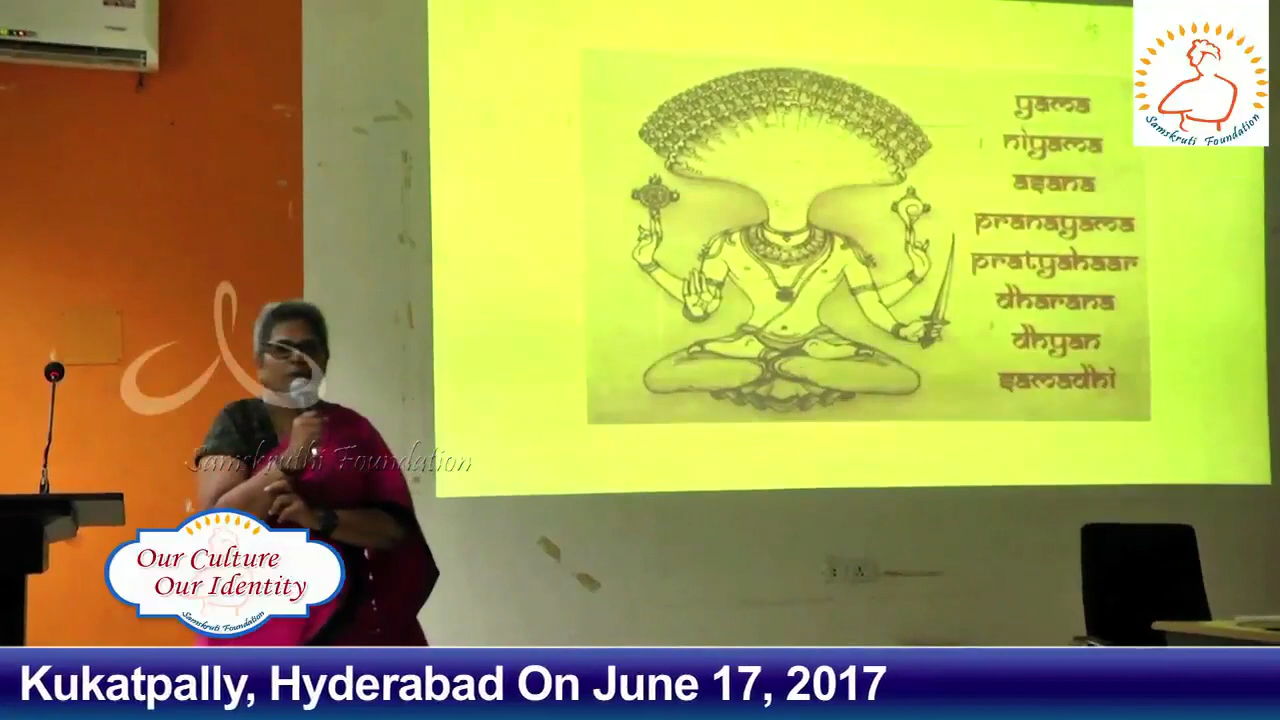 yama
niyama
asana
pranayama
pratyahaar
dharana
dhyan
samadhi
Samskruti Foundation
Samskruthi Foundation
Our Culture
Our Identity
Samskruti Foundation
Kukatpally, Hyderabad On June 17, 2017